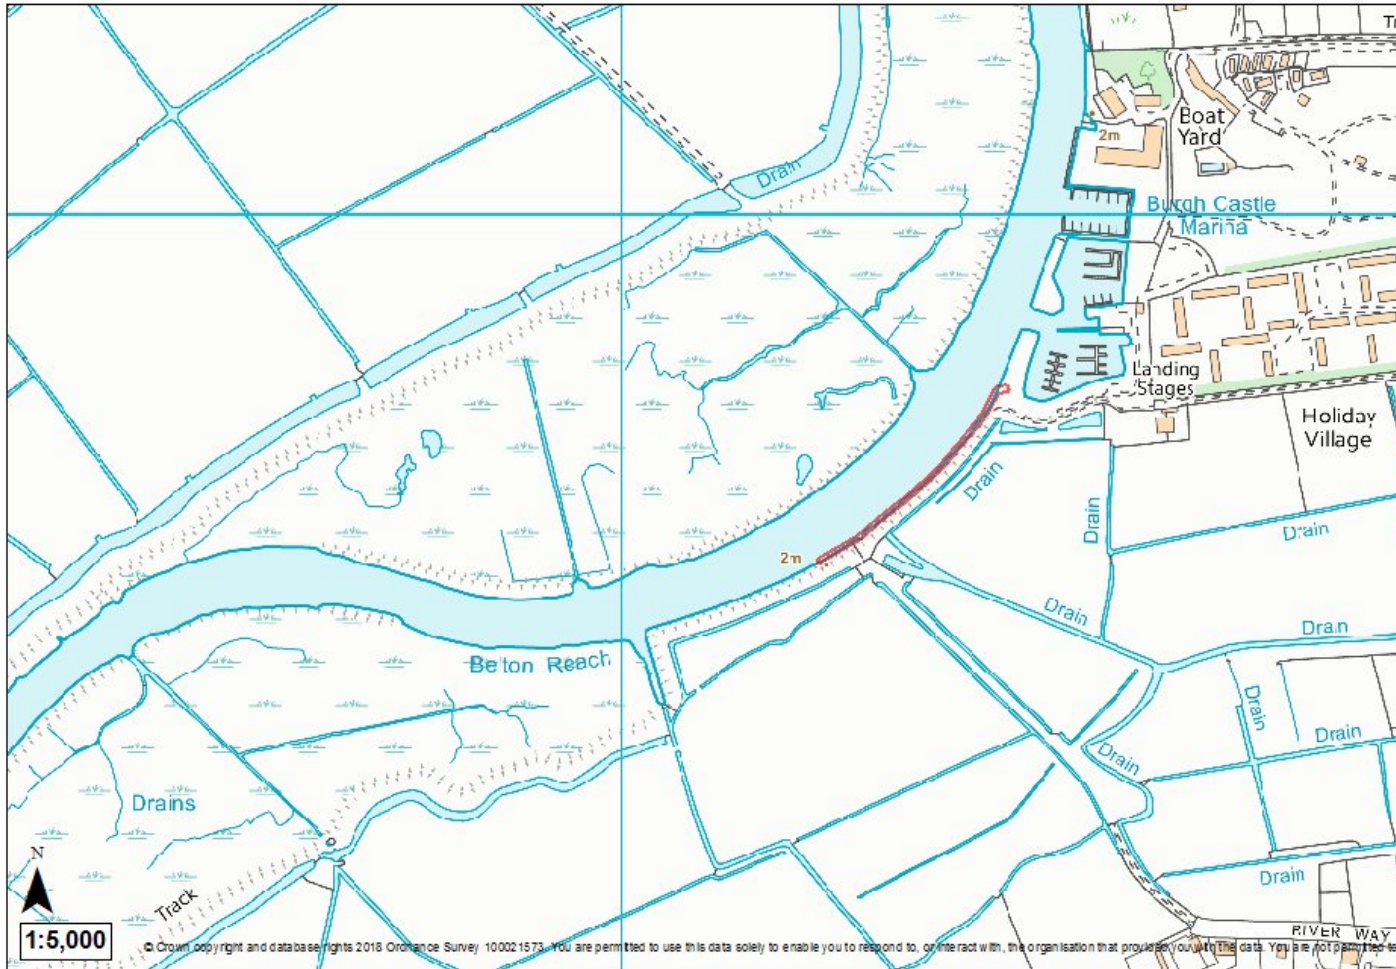 Tr
Boat
Yard
2m
Drain
Burgh Castle
Marina
Landing
Stages
Holiday
Village
Drain
Drain
Drain
2m
Drain
Drain
Belton Reach
Drain
Drain
Drain
Drains
Drain
N
Track
1:5,000
RIVER WAY
© Crown copyright and database rights 2018 Ordnance Survey 100021573. You are permitted to use this data solely to enable you to respond to, or interact with, the organisation that provided you with the data. You are not permitted to